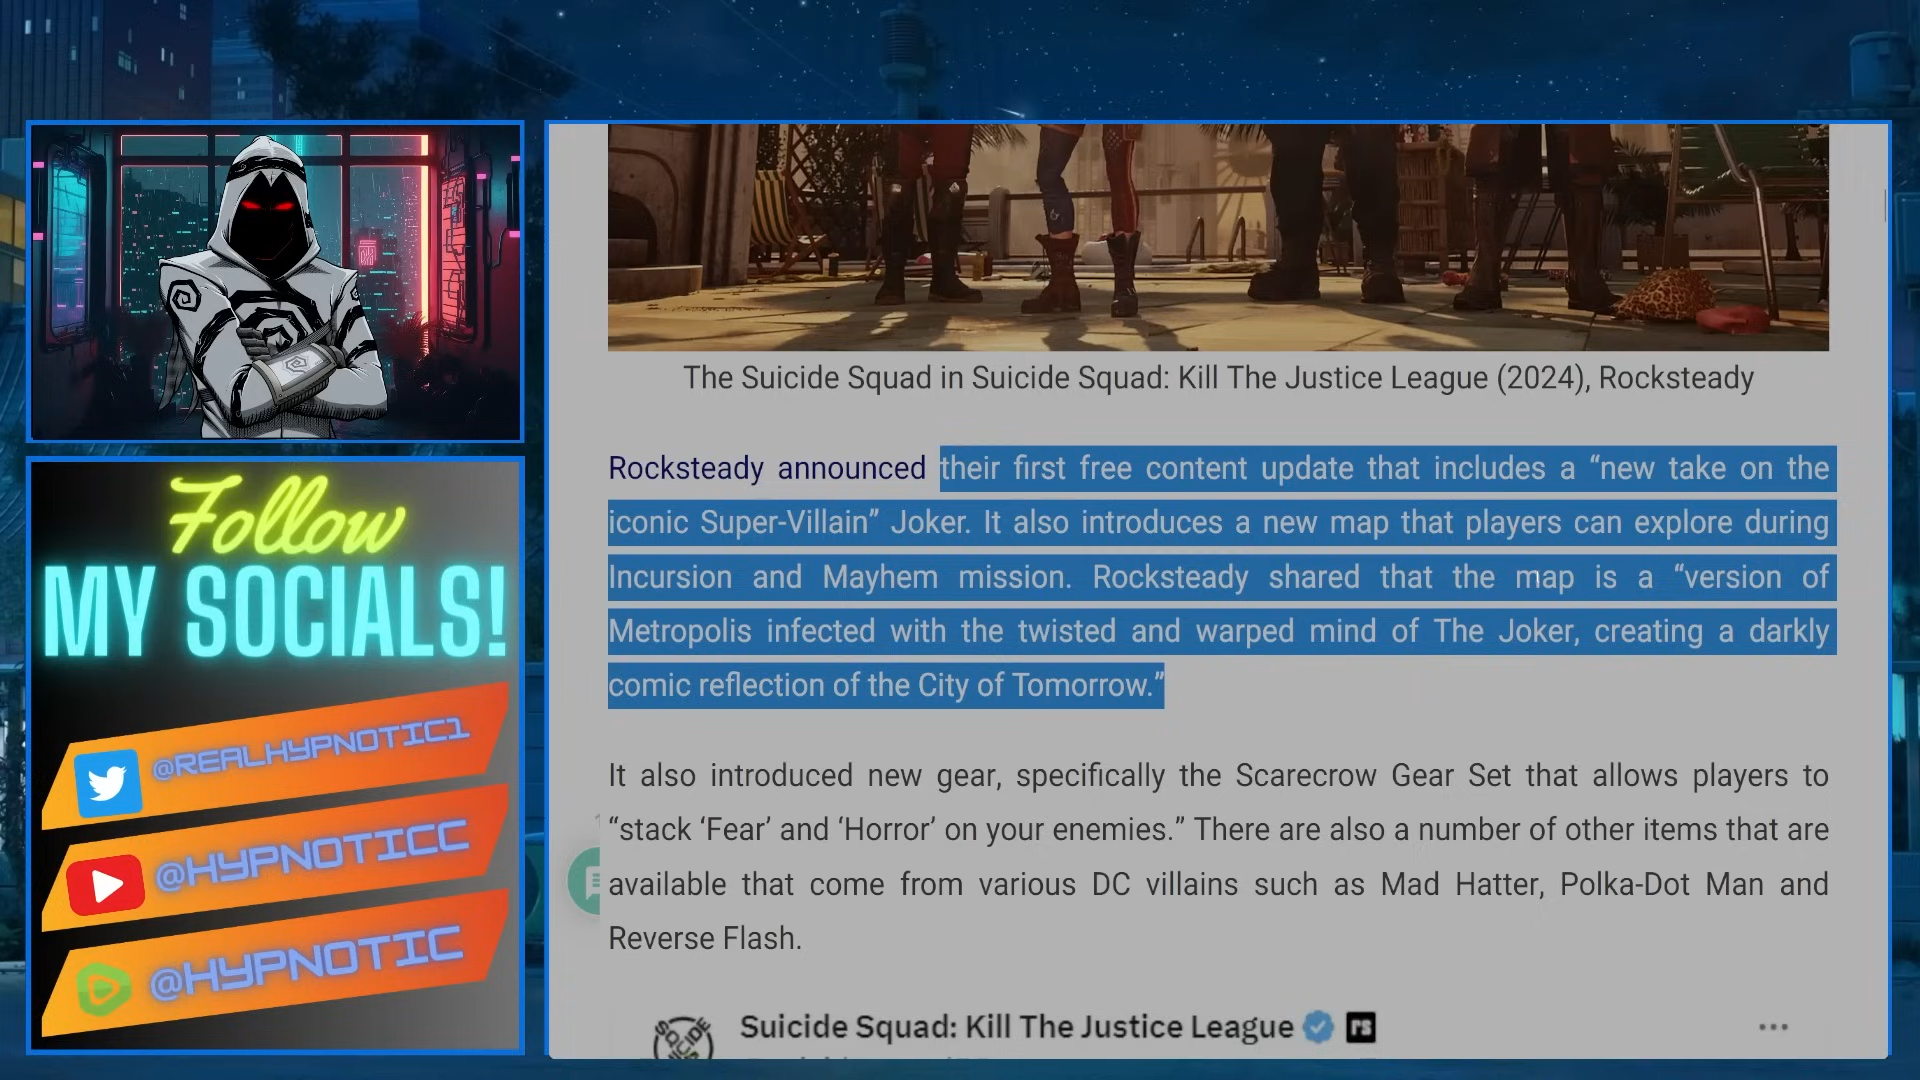 The Suicide Squad in Suicide Squad: Kill The Justice League (2024), Rocksteady
Rocksteady announced their first free content update that includes a “new take on the
iconic Super-Villain” Joker. It also introduces a new map that players can explore during
Incursion and Mayhem mission. Rocksteady shared that the map is a “version of
Metropolis infected with the twisted and warped mind of The Joker, creating a darkly
comic reflection of the City of Tomorrow.”
It also introduced new gear, specifically the Scarecrow Gear Set that allows players to
“stack ‘Fear’ and ‘Horror’ on your enemies.” There are also a number of other items that are
available that come from various DC villains such as Mad Hatter, Polka-Dot Man and
Reverse Flash.
Suicide Squad: Kill The Justice League
Follow
MY SOCIALS!
@REALHYPNOTIC1
@HYPNOTICC
@HYPNOTIC